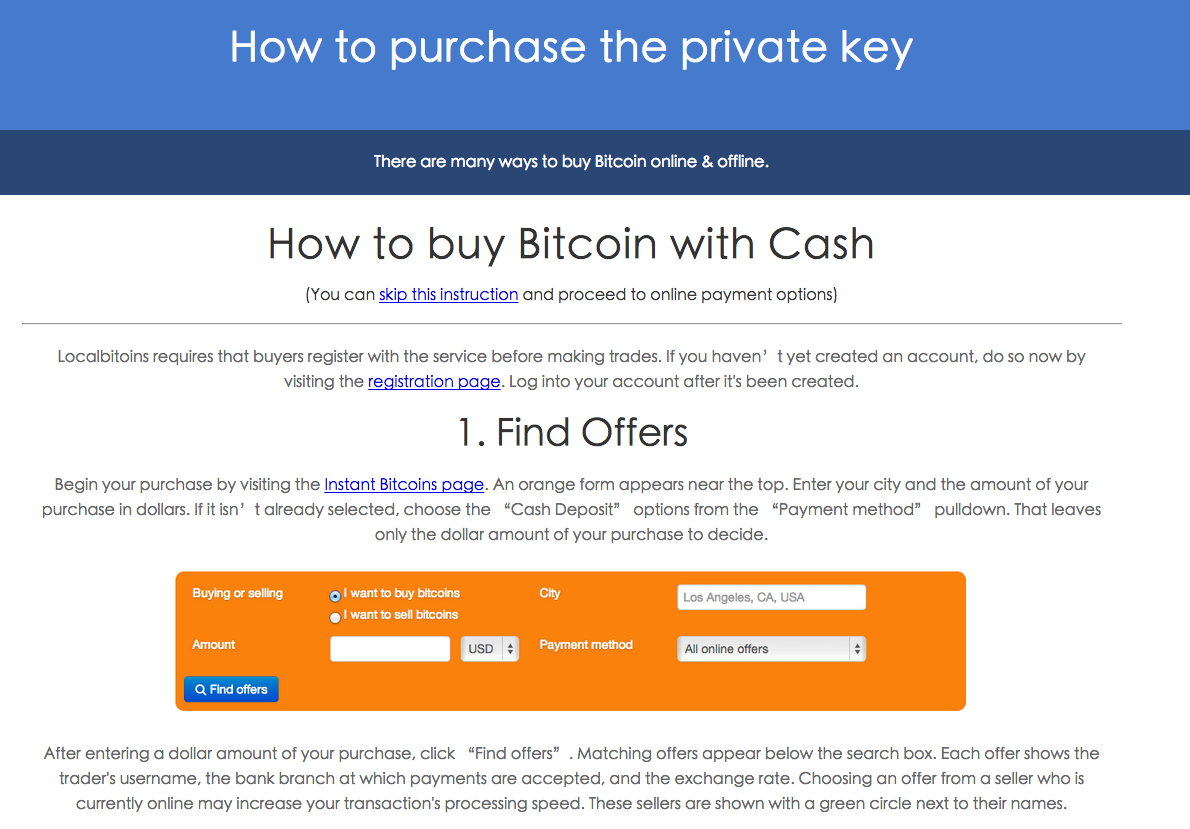 How to purchase the private key
There are many ways to buy Bitcoin online & offline.
How to buy Bitcoin with Cash
(You can skip this instruction and proceed to online payment options)
Localbitoins requires that buyers register with the service before making trades. If you haven’t yet created an account, do so now by
visiting the registration page. Log into your account after it's been created.
1. Find Offers
Begin your purchase by visiting the Instant Bitcoins page. An orange form appears near the top. Enter your city and the amount of your
purchase in dollars. If it isn’t already selected, choose the “Cash Deposit” options from the “Payment method” pulldown. That leaves
only the dollar amount of your purchase to decide.
Buying or selling I want to buy bitcoins City Los Angeles, CA, USA
I want to sell bitcoins
Amount USD Payment method All online offers
Find offers
After entering a dollar amount of your purchase, click “Find offers”. Matching offers appear below the search box. Each offer shows the
trader's username, the bank branch at which payments are accepted, and the exchange rate. Choosing an offer from a seller who is
currently online may increase your transaction's processing speed. These sellers are shown with a green circle next to their names.